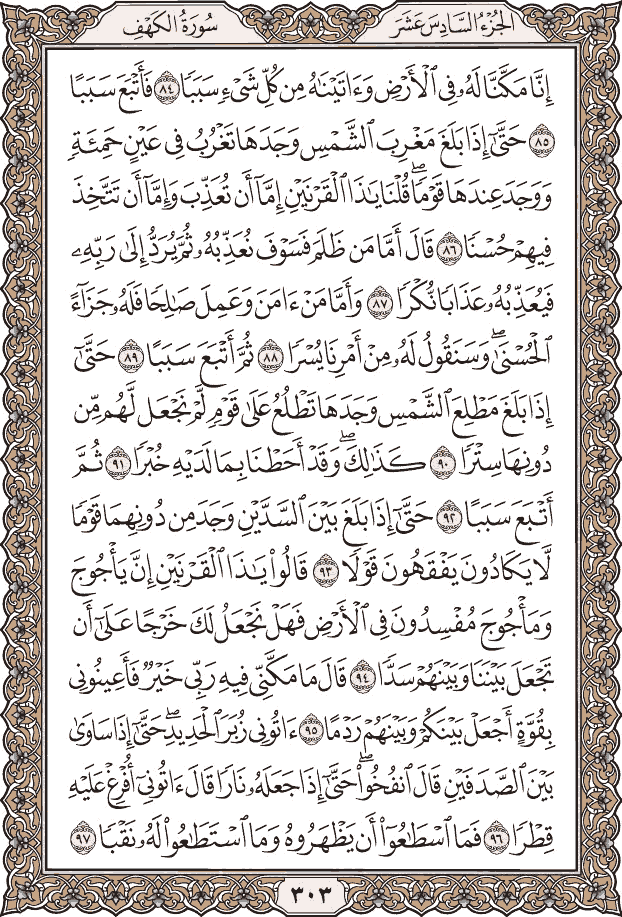 الجُزْءُ السَّادِسَ عَشَرَ
سُورَةُ الكَهْفِ
إِنَّا مَكَّنَّا لَهُۥ فِى ٱلْأَرْضِ وَءَاتَيْنَٰهُ مِن كُلِّ شَىْءٍ سَبَبًا ٨٤ فَأَتْبَعَ سَبَبًا
٨٥ حَتَّىٰٓ إِذَا بَلَغَ مَغْرِبَ ٱلشَّمْسِ وَجَدَهَا تَغْرُبُ فِى عَيْنٍ حَمِئَةٍ
وَوَجَدَ عِندَهَا قَوْمًاۖ قُلْنَا يَٰذَا ٱلْقَرْنَيْنِ إِمَّآ أَن تُعَذِّبَ وَإِمَّآ أَن تَتَّخِذَ
فِيهِمْ حُسْنًا ٨٦ قَالَ أَمَّا مَن ظَلَمَ فَسَوْفَ نُعَذِّبُهُۥ ثُمَّ يُرَدُّ إِلَىٰ رَبِّهِۦ
فَيُعَذِّبُهُۥ عَذَابًا نُّكْرًا ٨٧ وَأَمَّا مَنْ ءَامَنَ وَعَمِلَ صَٰلِحًا فَلَهُۥ جَزَآءً
ٱلْحُسْنَىٰۖ وَسَنَقُولُ لَهُۥ مِنْ أَمْرِنَا يُسْرًا ٨٨ ثُمَّ أَتْبَعَ سَبَبًا ٨٩ حَتَّىٰٓ
إِذَا بَلَغَ مَطْلِعَ ٱلشَّمْسِ وَجَدَهَا تَطْلُعُ عَلَىٰ قَوْمٍ لَّمْ نَجْعَل لَّهُم مِّن
دُونِهَا سِتْرًا ٩٠ كَذَٰلِكَۖ وَقَدْ أَحَطْنَا بِمَا لَدَيْهِ خُبْرًا ٩١ ثُمَّ
أَتْبَعَ سَبَبًا ٩٢ حَتَّىٰٓ إِذَا بَلَغَ بَيْنَ ٱلسَّدَّيْنِ وَجَدَ مِن دُونِهِمَا قَوْمًا
لَّا يَكَادُونَ يَفْقَهُونَ قَوْلًا ٩٣ قَالُوا۟ يَٰذَا ٱلْقَرْنَيْنِ إِنَّ يَأْجُوجَ
وَمَأْجُوجَ مُفْسِدُونَ فِى ٱلْأَرْضِ فَهَلْ نَجْعَلُ لَكَ خَرْجًا عَلَىٰٓ أَن
تَجْعَلَ بَيْنَنَا وَبَيْنَهُمْ سَدًّا ٩٤ قَالَ مَا مَكَّنِّى فِيهِ رَبِّى خَيْرٌ فَأَعِينُونِى
بِقُوَّةٍ أَجْعَلْ بَيْنَكُمْ وَبَيْنَهُمْ رَدْمًا ٩٥ ءَاتُونِى زُبَرَ ٱلْحَدِيدِۖ حَتَّىٰٓ إِذَا سَاوَىٰ
بَيْنَ ٱلصَّدَفَيْنِ قَالَ ٱنفُخُوا۟ۖ حَتَّىٰٓ إِذَا جَعَلَهُۥ نَارًا قَالَ ءَاتُونِىٓ أُفْرِغْ عَلَيْهِ
قِطْرًا ٩٦ فَمَا ٱسْطَٰعُوٓا۟ أَن يَظْهَرُوهُ وَمَا ٱسْتَطَٰعُوا۟ لَهُۥ نَقْبًا ٩٧
٣٠٣